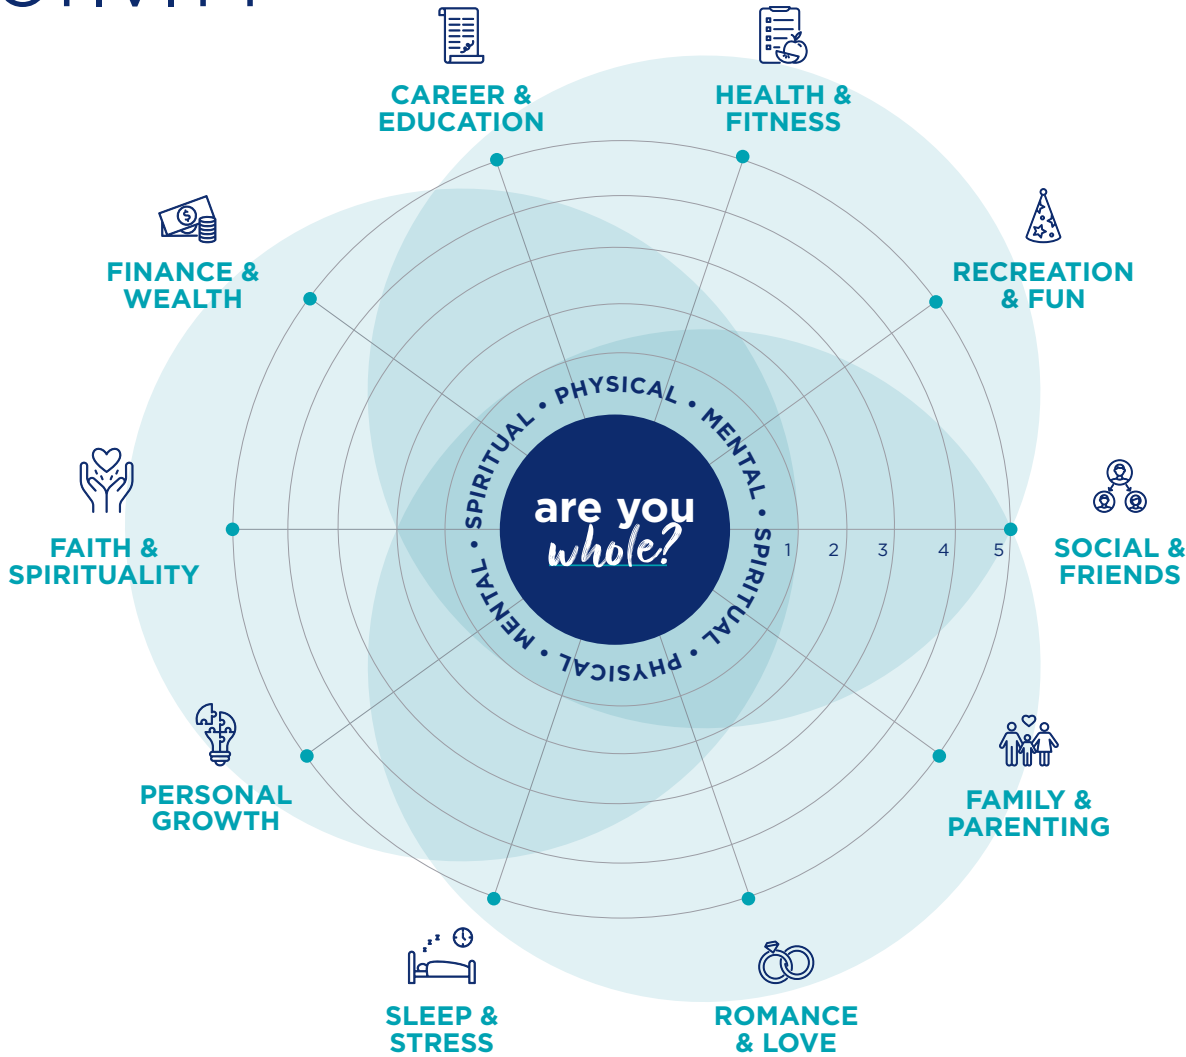 CAREER &
EDUCATION
HEALTH &
FITNESS
FINANCE &
WEALTH
RECREATION
& FUN
SPIRITUAL • PHYSICAL • MENTAL • SPIRITUAL • PHYSICAL • MENTAL •
are you
whole?
1 2 3 4 5
FAITH &
SPIRITUALITY
SOCIAL &
FRIENDS
PERSONAL
GROWTH
FAMILY &
PARENTING
SLEEP &
STRESS
ROMANCE
& LOVE